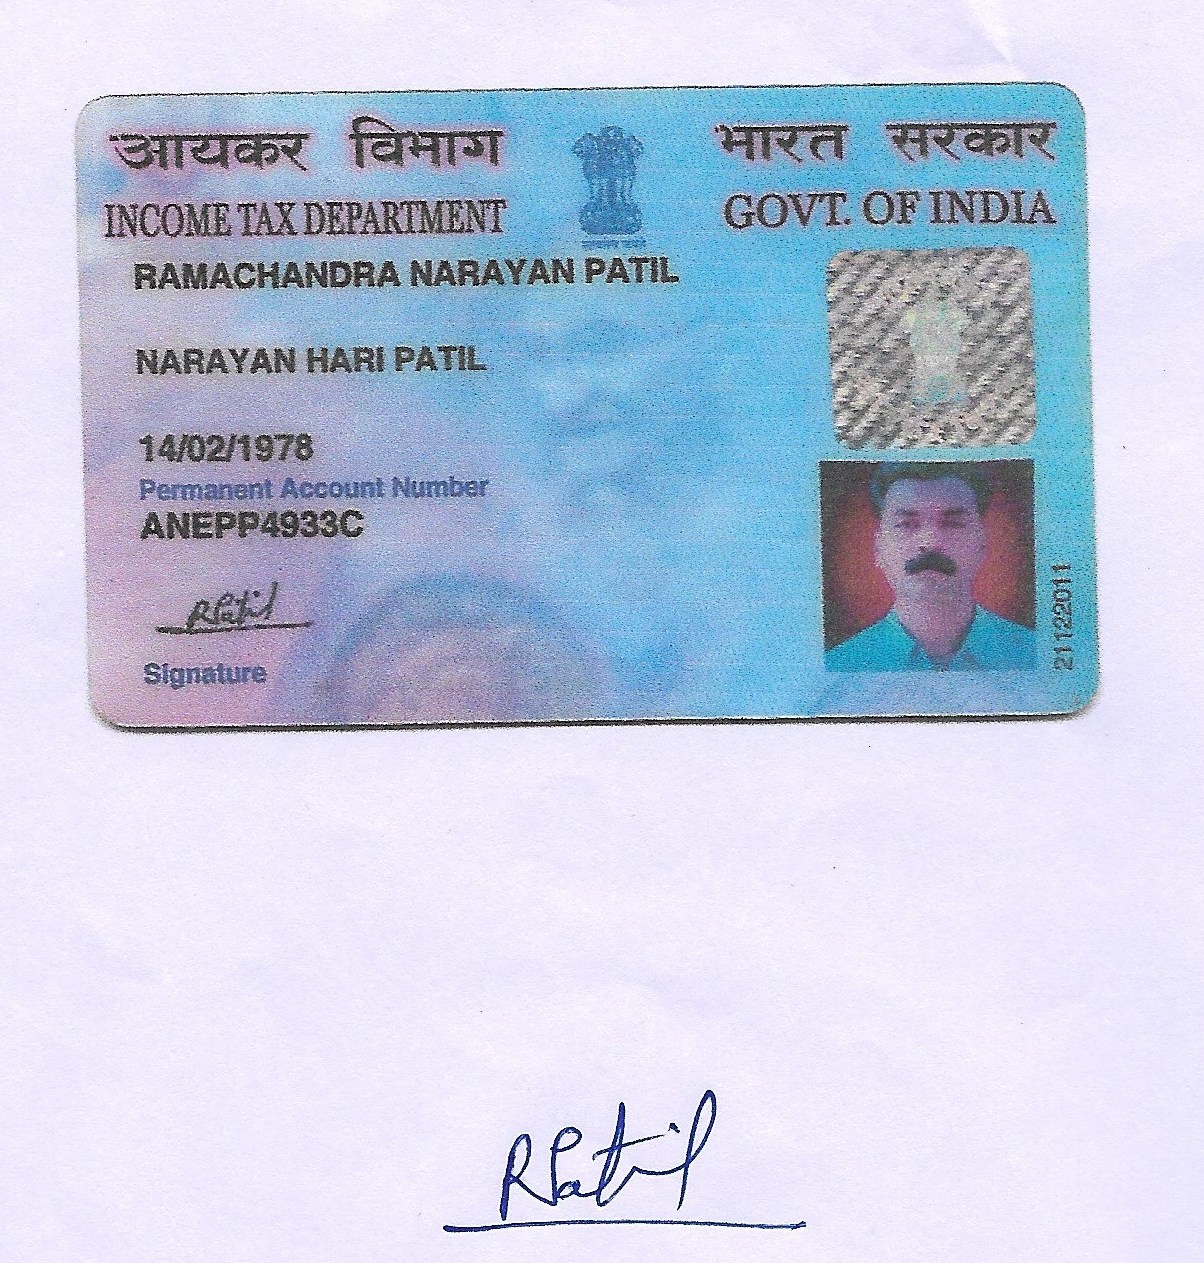 आयकर विभाग
भारत सरकार
INCOME TAX DEPARTMENT
GOVT. OF INDIA
RAMACHANDRA NARAYAN PATIL
NARAYAN HARI PATIL
14/02/1978
Permanent Account Number
ANEPP4933C
RPatil
Signature
21122011
RPatil